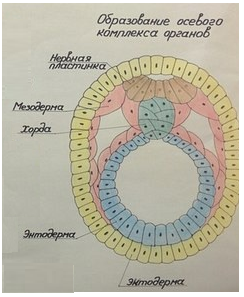 Образование осевого
комплекса органов
Нервная
пластинка
Мезодерма
Хорда
Энтодерма
Эктодерма